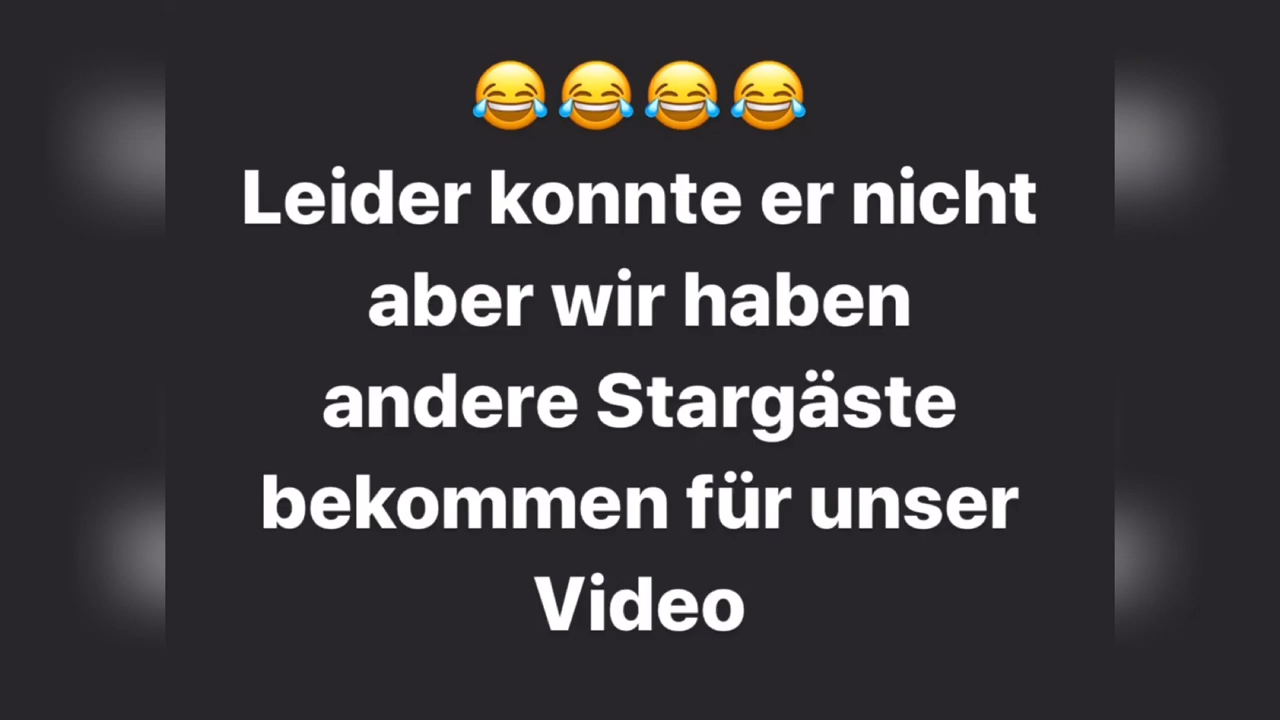 😂😂😂😂
Leider konnte er nicht
aber wir haben
andere Stargäste
bekommen für unser
Video